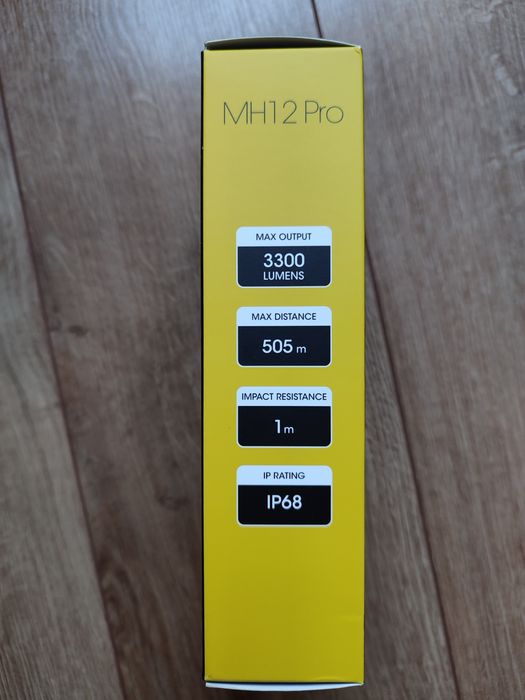 MH12 Pro
MAX OUTPUT
3300
LUMENS
MAX DISTANCE
505 m
IMPACT RESISTANCE
1 m
IP RATING
IP68